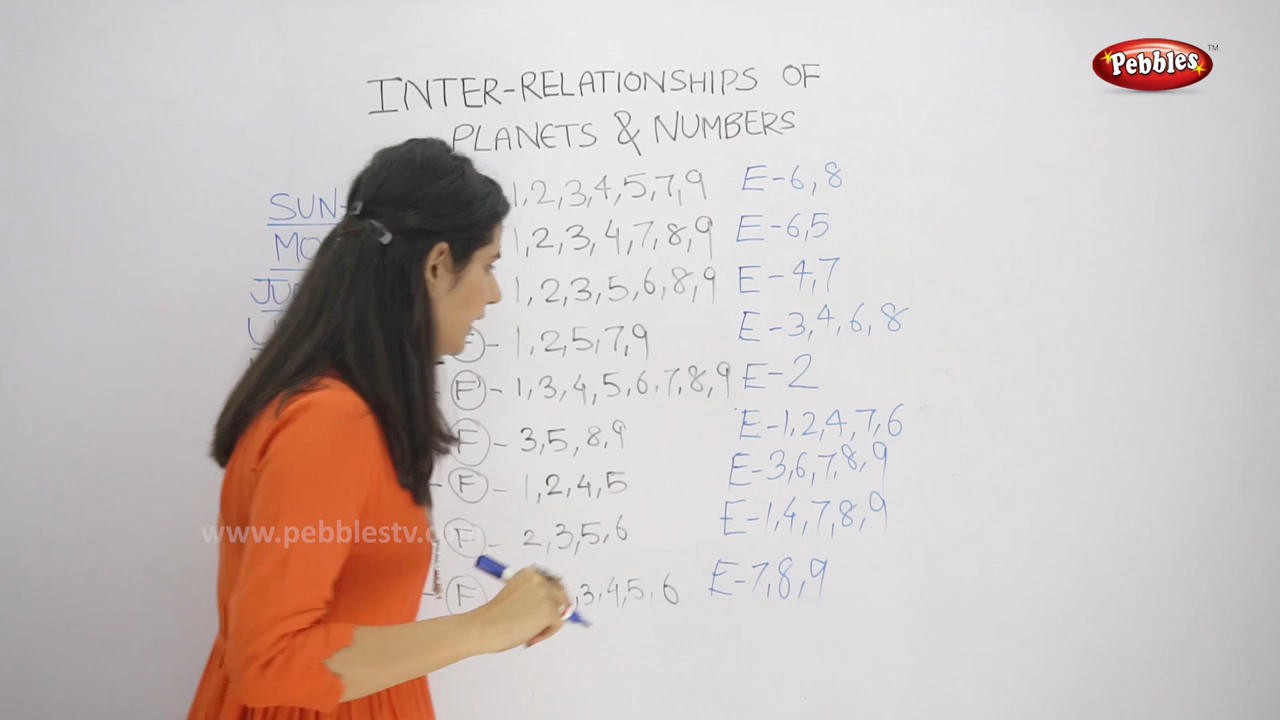 Pebbles™
INTER-RELATIONSHIPS OF
PLANETS & NUMBERS
SUN- 1,2,3,4,5,7,9 E-6,8
MO 1,2,3,4,7,8,9 E-6,5
JU 1,2,3,5,6,8,9 E-4,7
F- 1,2,5,7,9 E-3,4,6,8
- F- 1,3,4,5,6,7,8,9 E-2
F- 3,5,8,9 E-1,2,4,7,6
- F- 1,2,4,5 E-3,6,7,8,9
F- 2,3,5,6 E-1,4,7,8,9
- F ,3,4,5,6 E-7,8,9
www.pebblestv.com